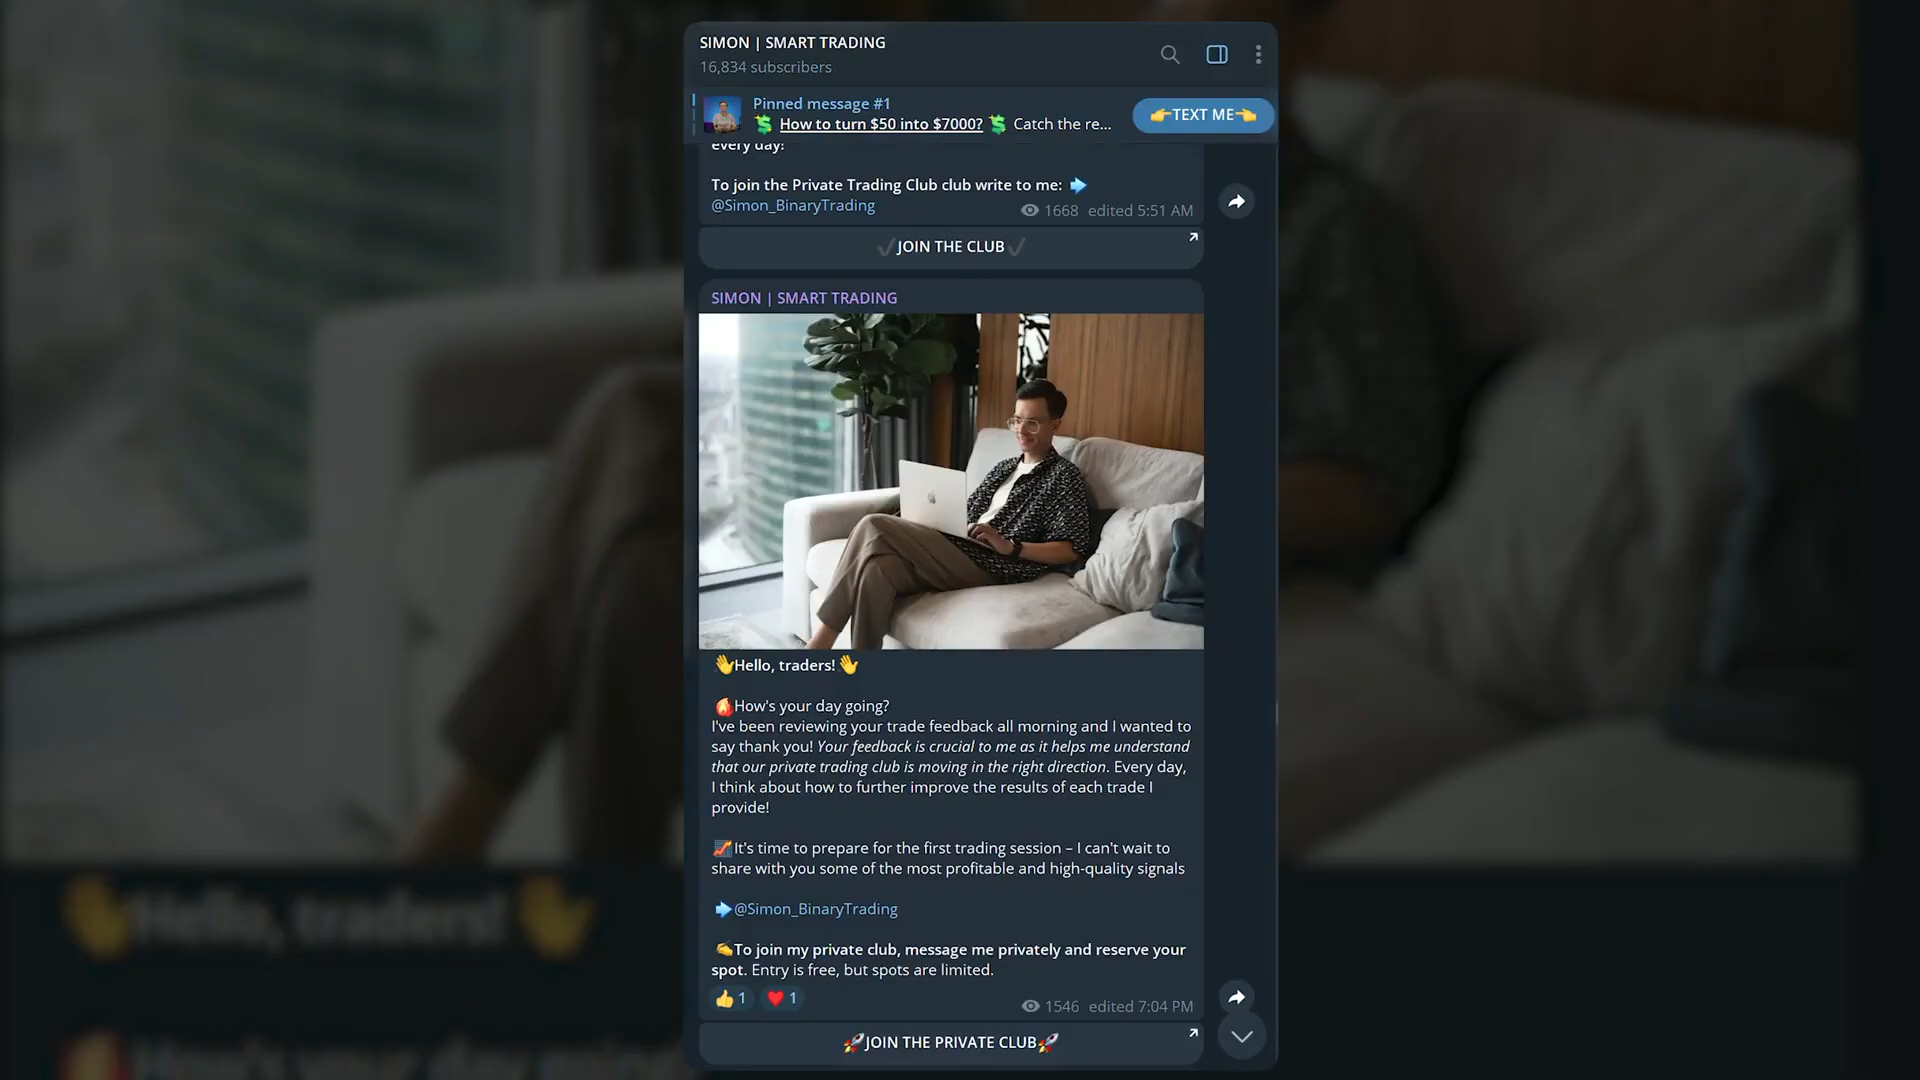 SIMON | SMART TRADING
16,834 subscribers
Pinned message #1
💲 How to turn $50 into $7000? 💲 Catch the re...
👉TEXT ME👈
every day!
To join the Private Trading Club club write to me: ➡
@Simon_BinaryTrading
1668 edited 5:51 AM
✔JOIN THE CLUB✔
SIMON | SMART TRADING
👋Hello, traders!👋
🔥How's your day going?
I've been reviewing your trade feedback all morning and I wanted to
say thank you! Your feedback is crucial to me as it helps me understand
that our private trading club is moving in the right direction. Every day,
I think about how to further improve the results of each trade I
provide!
📈It's time to prepare for the first trading session – I can't wait to
share with you some of the most profitable and high-quality signals
➡@Simon_BinaryTrading
✍To join my private club, message me privately and reserve your
spot. Entry is free, but spots are limited.
👍 1 ❤ 1
1546 edited 7:04 PM
🚀JOIN THE PRIVATE CLUB🚀
👋Hello, traders!👋